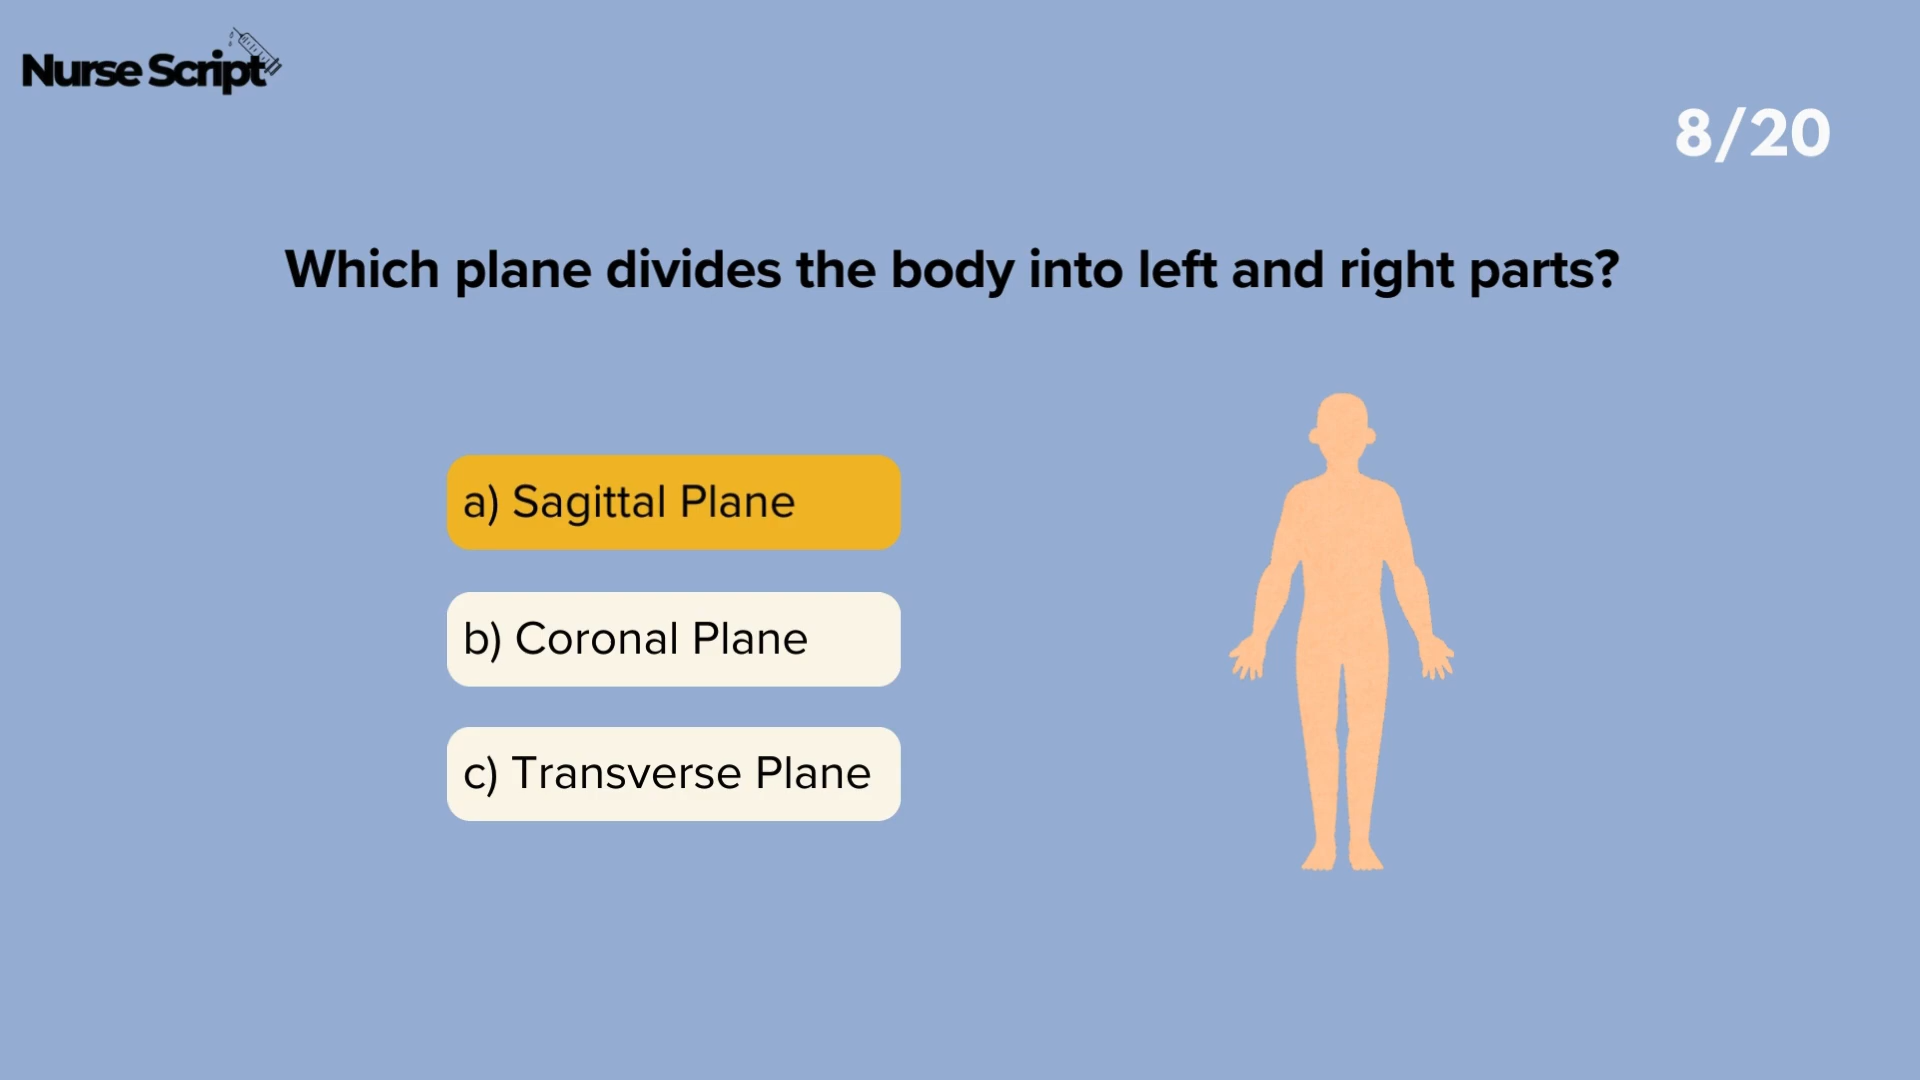 Nurse Script
8/20
Which plane divides the body into left and right parts?
a) Sagittal Plane
b) Coronal Plane
c) Transverse Plane